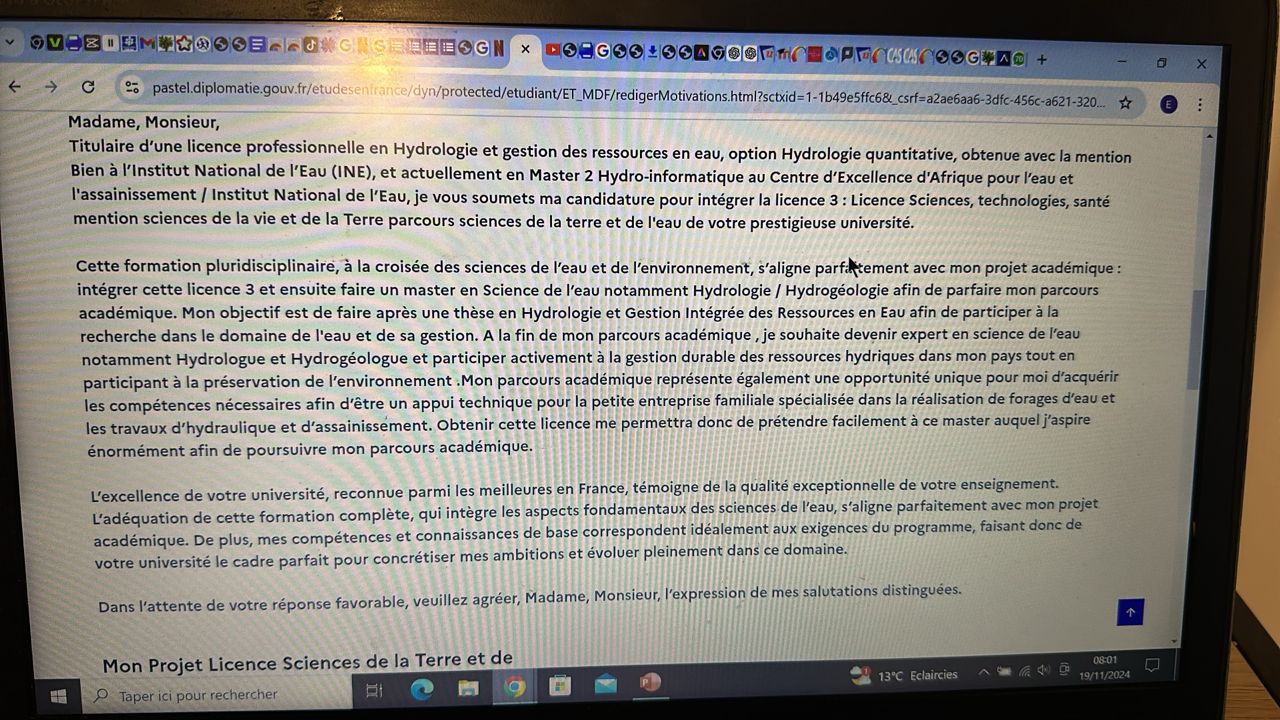 pastel.diplomatie.gouv.fr/etudesenfrance/dyn/protected/etudiant/ET_MDF/redigerMotivations.html?sctxid=1-1b49e5ffc6&_csrf=a2ae6aa6-3dfc-456c-a621-320...
E
Madame, Monsieur,
Titulaire d’une licence professionnelle en Hydrologie et gestion des ressources en eau, option Hydrologie quantitative, obtenue avec la mention
Bien à l’Institut National de l’Eau (INE), et actuellement en Master 2 Hydro-informatique au Centre d’Excellence d’Afrique pour l’eau et
l'assainissement / Institut National de l’Eau, je vous soumets ma candidature pour intégrer la licence 3 : Licence Sciences, technologies, santé
mention sciences de la vie et de la Terre parcours sciences de la terre et de l'eau de votre prestigieuse université.
Cette formation pluridisciplinaire, à la croisée des sciences de l’eau et de l’environnement, s’aligne parfaitement avec mon projet académique :
intégrer cette licence 3 et ensuite faire un master en Science de l’eau notamment Hydrologie / Hydrogéologie afin de parfaire mon parcours
académique. Mon objectif est de faire après une thèse en Hydrologie et Gestion Intégrée des Ressources en Eau afin de participer à la
recherche dans le domaine de l'eau et de sa gestion. A la fin de mon parcours académique , je souhaite devenir expert en science de l’eau
notamment Hydrologue et Hydrogéologue et participer activement à la gestion durable des ressources hydriques dans mon pays tout en
participant à la préservation de l’environnement .Mon parcours académique représente également une opportunité unique pour moi d’acquérir
les compétences nécessaires afin d’être un appui technique pour la petite entreprise familiale spécialisée dans la réalisation de forages d’eau et
les travaux d’hydraulique et d’assainissement. Obtenir cette licence me permettra donc de prétendre facilement à ce master auquel j’aspire
énormément afin de poursuivre mon parcours académique.
L’excellence de votre université, reconnue parmi les meilleures en France, témoigne de la qualité exceptionnelle de votre enseignement.
L’adéquation de cette formation complète, qui intègre les aspects fondamentaux des sciences de l’eau, s’aligne parfaitement avec mon projet
académique. De plus, mes compétences et connaissances de base correspondent idéalement aux exigences du programme, faisant donc de
votre université le cadre parfait pour concrétiser mes ambitions et évoluer pleinement dans ce domaine.
Dans l’attente de votre réponse favorable, veuillez agréer, Madame, Monsieur, l’expression de mes salutations distinguées.
Mon Projet Licence Sciences de la Terre et de
Taper ici pour rechercher
13°C Eclaircies
08:01
19/11/2024